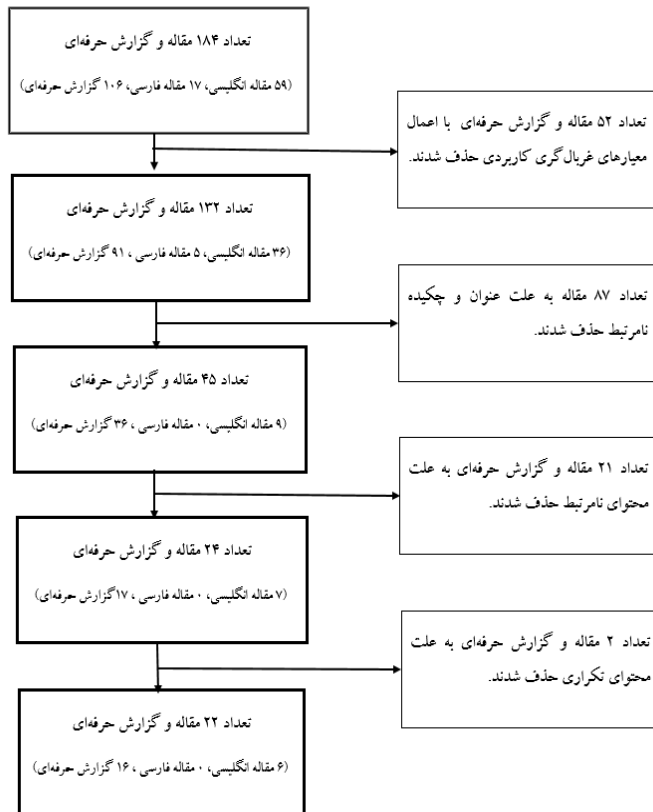 تعداد ۱۸۴ مقاله و گزارش حرفه‌ای
(۵۹ مقاله انگلیسی، ۱۷ مقاله فارسی، ۱۰۶ گزارش حرفه‌ای)
تعداد ۵۲ مقاله و گزارش حرفه‌ای با اعمال
معیارهای غربال‌گری کاربردی حذف شدند.
تعداد ۱۳۲ مقاله و گزارش حرفه‌ای
(۳۶ مقاله انگلیسی، ۵ مقاله فارسی ، ۹۱ گزارش حرفه‌ای)
تعداد ۸۷ مقاله به علت عنوان و چکیده
نامرتبط حذف شدند.
تعداد ۴۵ مقاله و گزارش حرفه‌ای
(۹ مقاله انگلیسی، ۰ مقاله فارسی ، ۳۶ گزارش حرفه‌ای)
تعداد ۲۱ مقاله و گزارش حرفه‌ای به علت
محتوای نامرتبط حذف شدند.
تعداد ۲۴ مقاله و گزارش حرفه‌ای
(۷ مقاله انگلیسی، ۰ مقاله فارسی ، ۱۷گزارش حرفه‌ای)
تعداد ۲ مقاله و گزارش حرفه‌ای به علت
محتوای تکراری حذف شدند.
تعداد ۲۲ مقاله و گزارش حرفه‌ای
(۶ مقاله انگلیسی، ۰ مقاله فارسی ، ۱۶ گزارش حرفه‌ای)